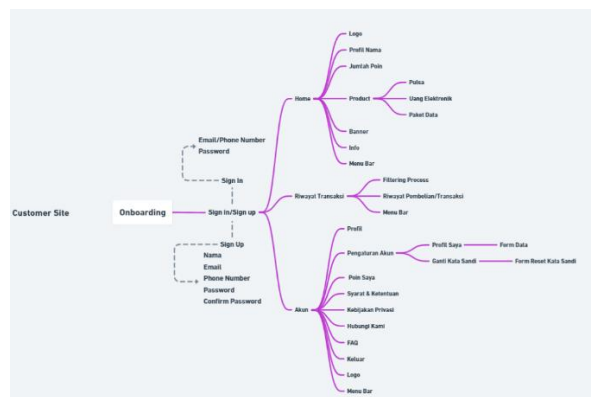 Customer Site
Onboarding
Sign in/Sign up
Sign In
Email/Phone Number
Password
Sign Up
Nama
Email
Phone Number
Password
Confirm Password
Home
Logo
Profil Nama
Jumlah Poin
Product
Pulsa
Uang Elektronik
Paket Data
Banner
Info
Menu Bar
Riwayat Transaksi
Filtering Process
Riwayat Pembelian/Transaksi
Menu Bar
Akun
Profil
Pengaturan Akun
Profil Saya
Form Data
Ganti Kata Sandi
Form Reset Kata Sandi
Poin Saya
Syarat & Ketentuan
Kebijakan Privasi
Hubungi Kami
FAQ
Keluar
Logo
Menu Bar